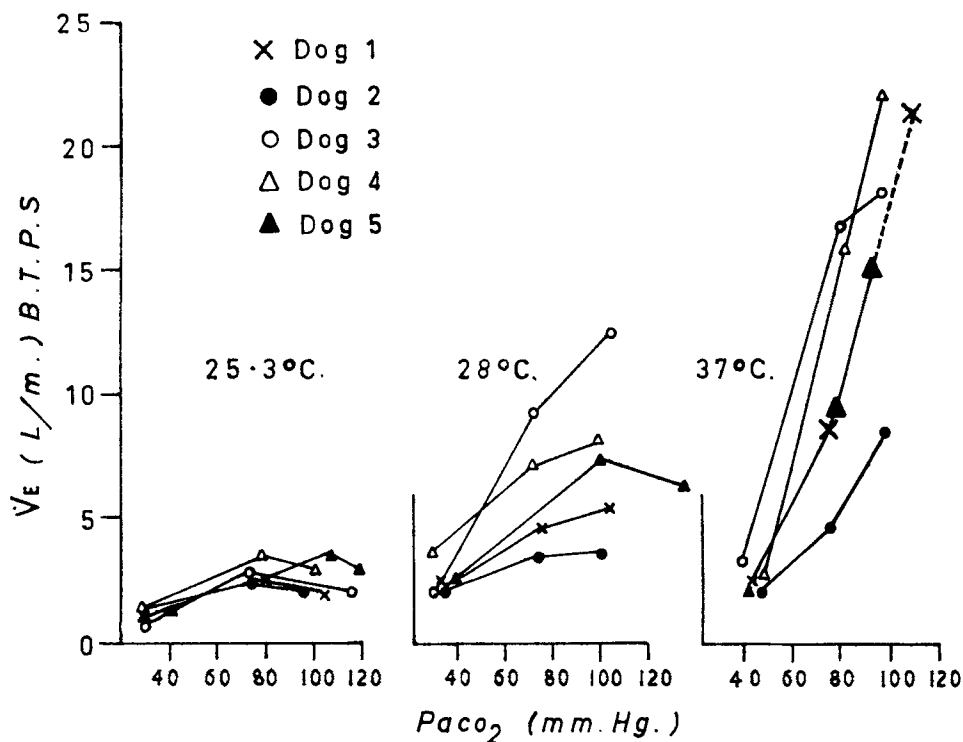 25
20
15
10
5
0
V̇E (L/m.) B.T.P.S
Dog 1
Dog 2
Dog 3
Dog 4
Dog 5
25·3°C.
28°C.
37°C.
40 60 80 100 120
40 60 80 100 120
40 60 80 100 120
Paco₂ (mm.Hg.)